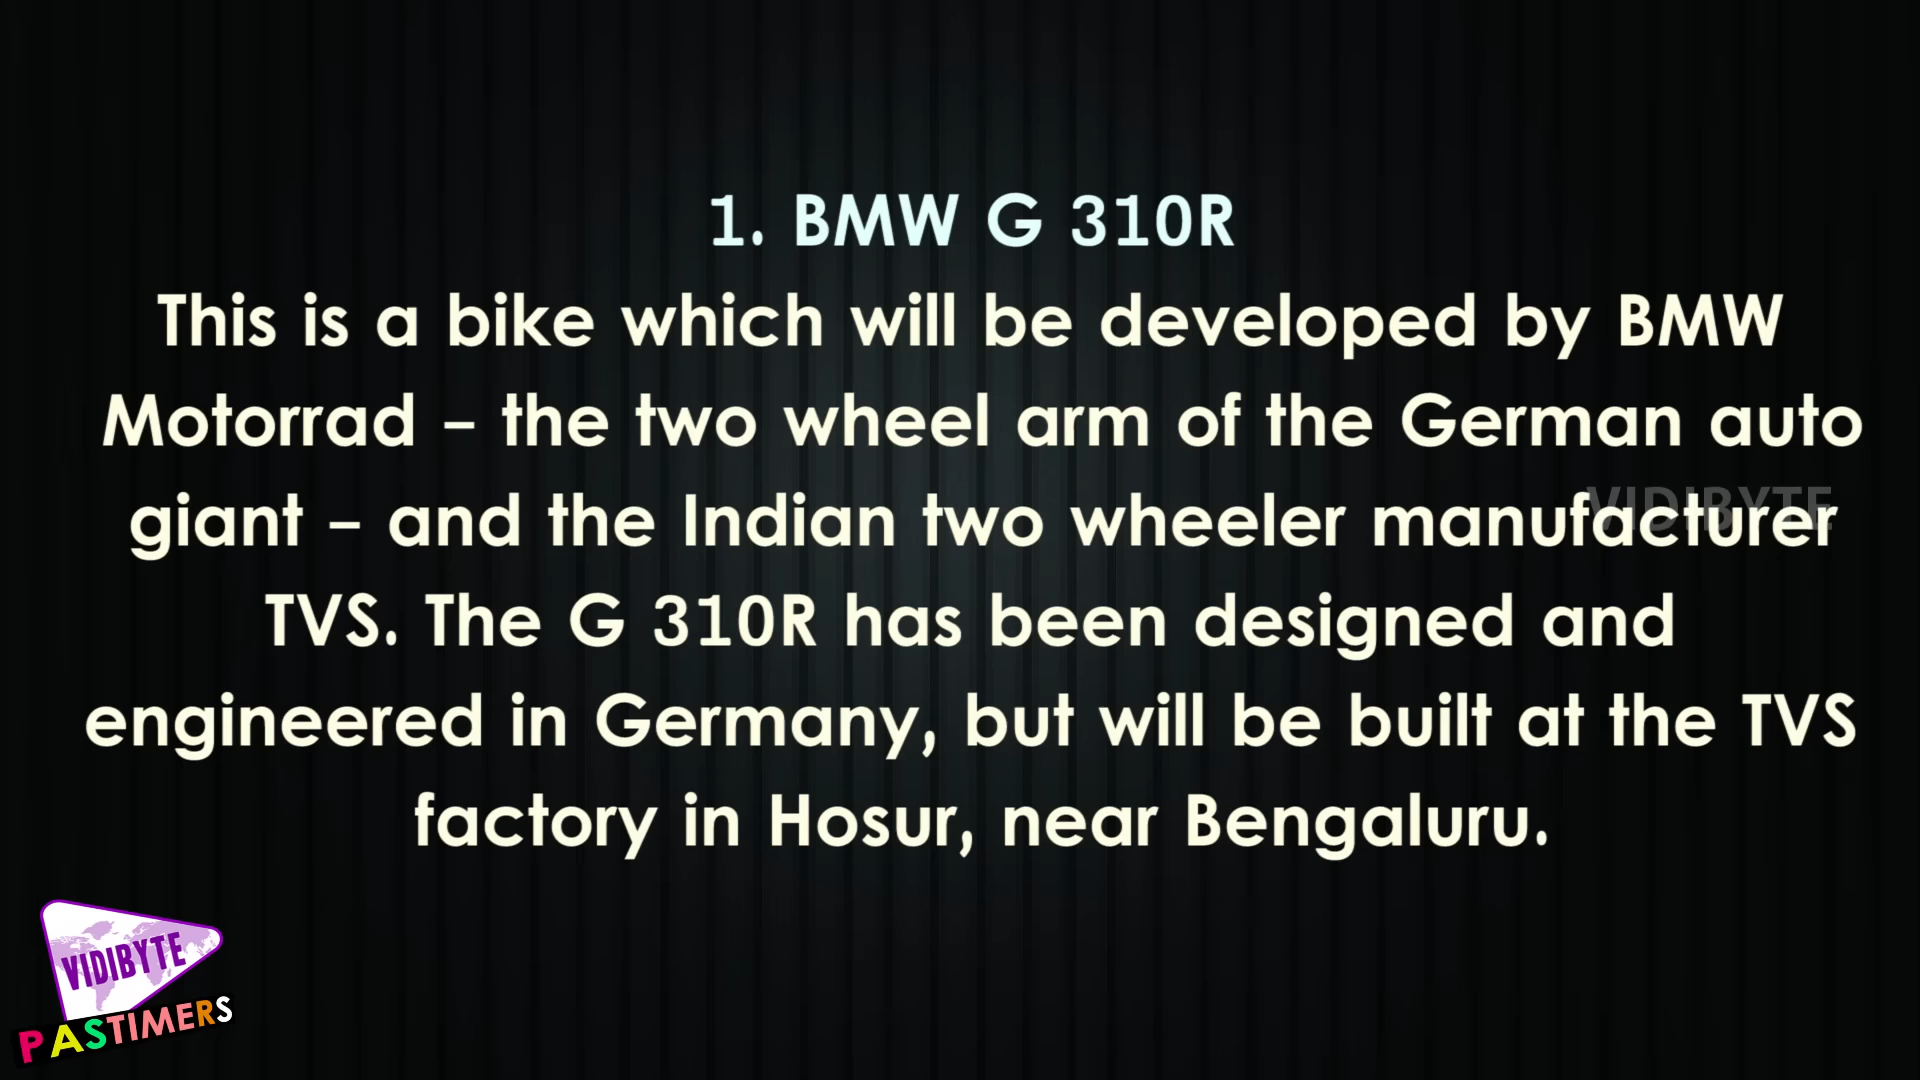 1. BMW G 310R
This is a bike which will be developed by BMW
Motorrad – the two wheel arm of the German auto
giant – and the Indian two wheeler manufacturer
TVS. The G 310R has been designed and
engineered in Germany, but will be built at the TVS
factory in Hosur, near Bengaluru.
VIDIBYTE
VIDIBYTE
PASTIMERS